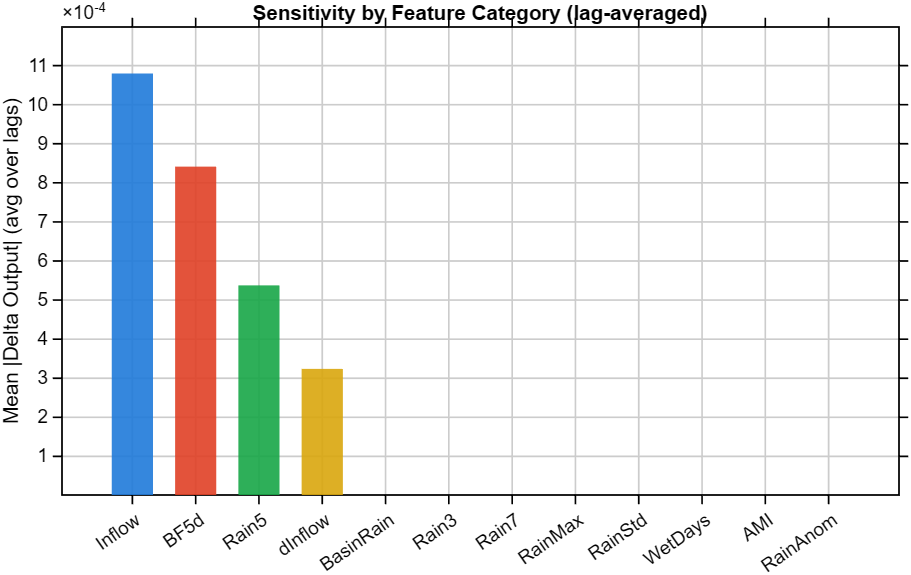 Sensitivity by Feature Category (lag-averaged)
×10-4
Mean |Delta Output| (avg over lags)
11
10
9
8
7
6
5
4
3
2
1
Inflow
BF5d
Rain5
dInflow
BasinRain
Rain3
Rain7
RainMax
RainStd
WetDays
AMI
RainAnom